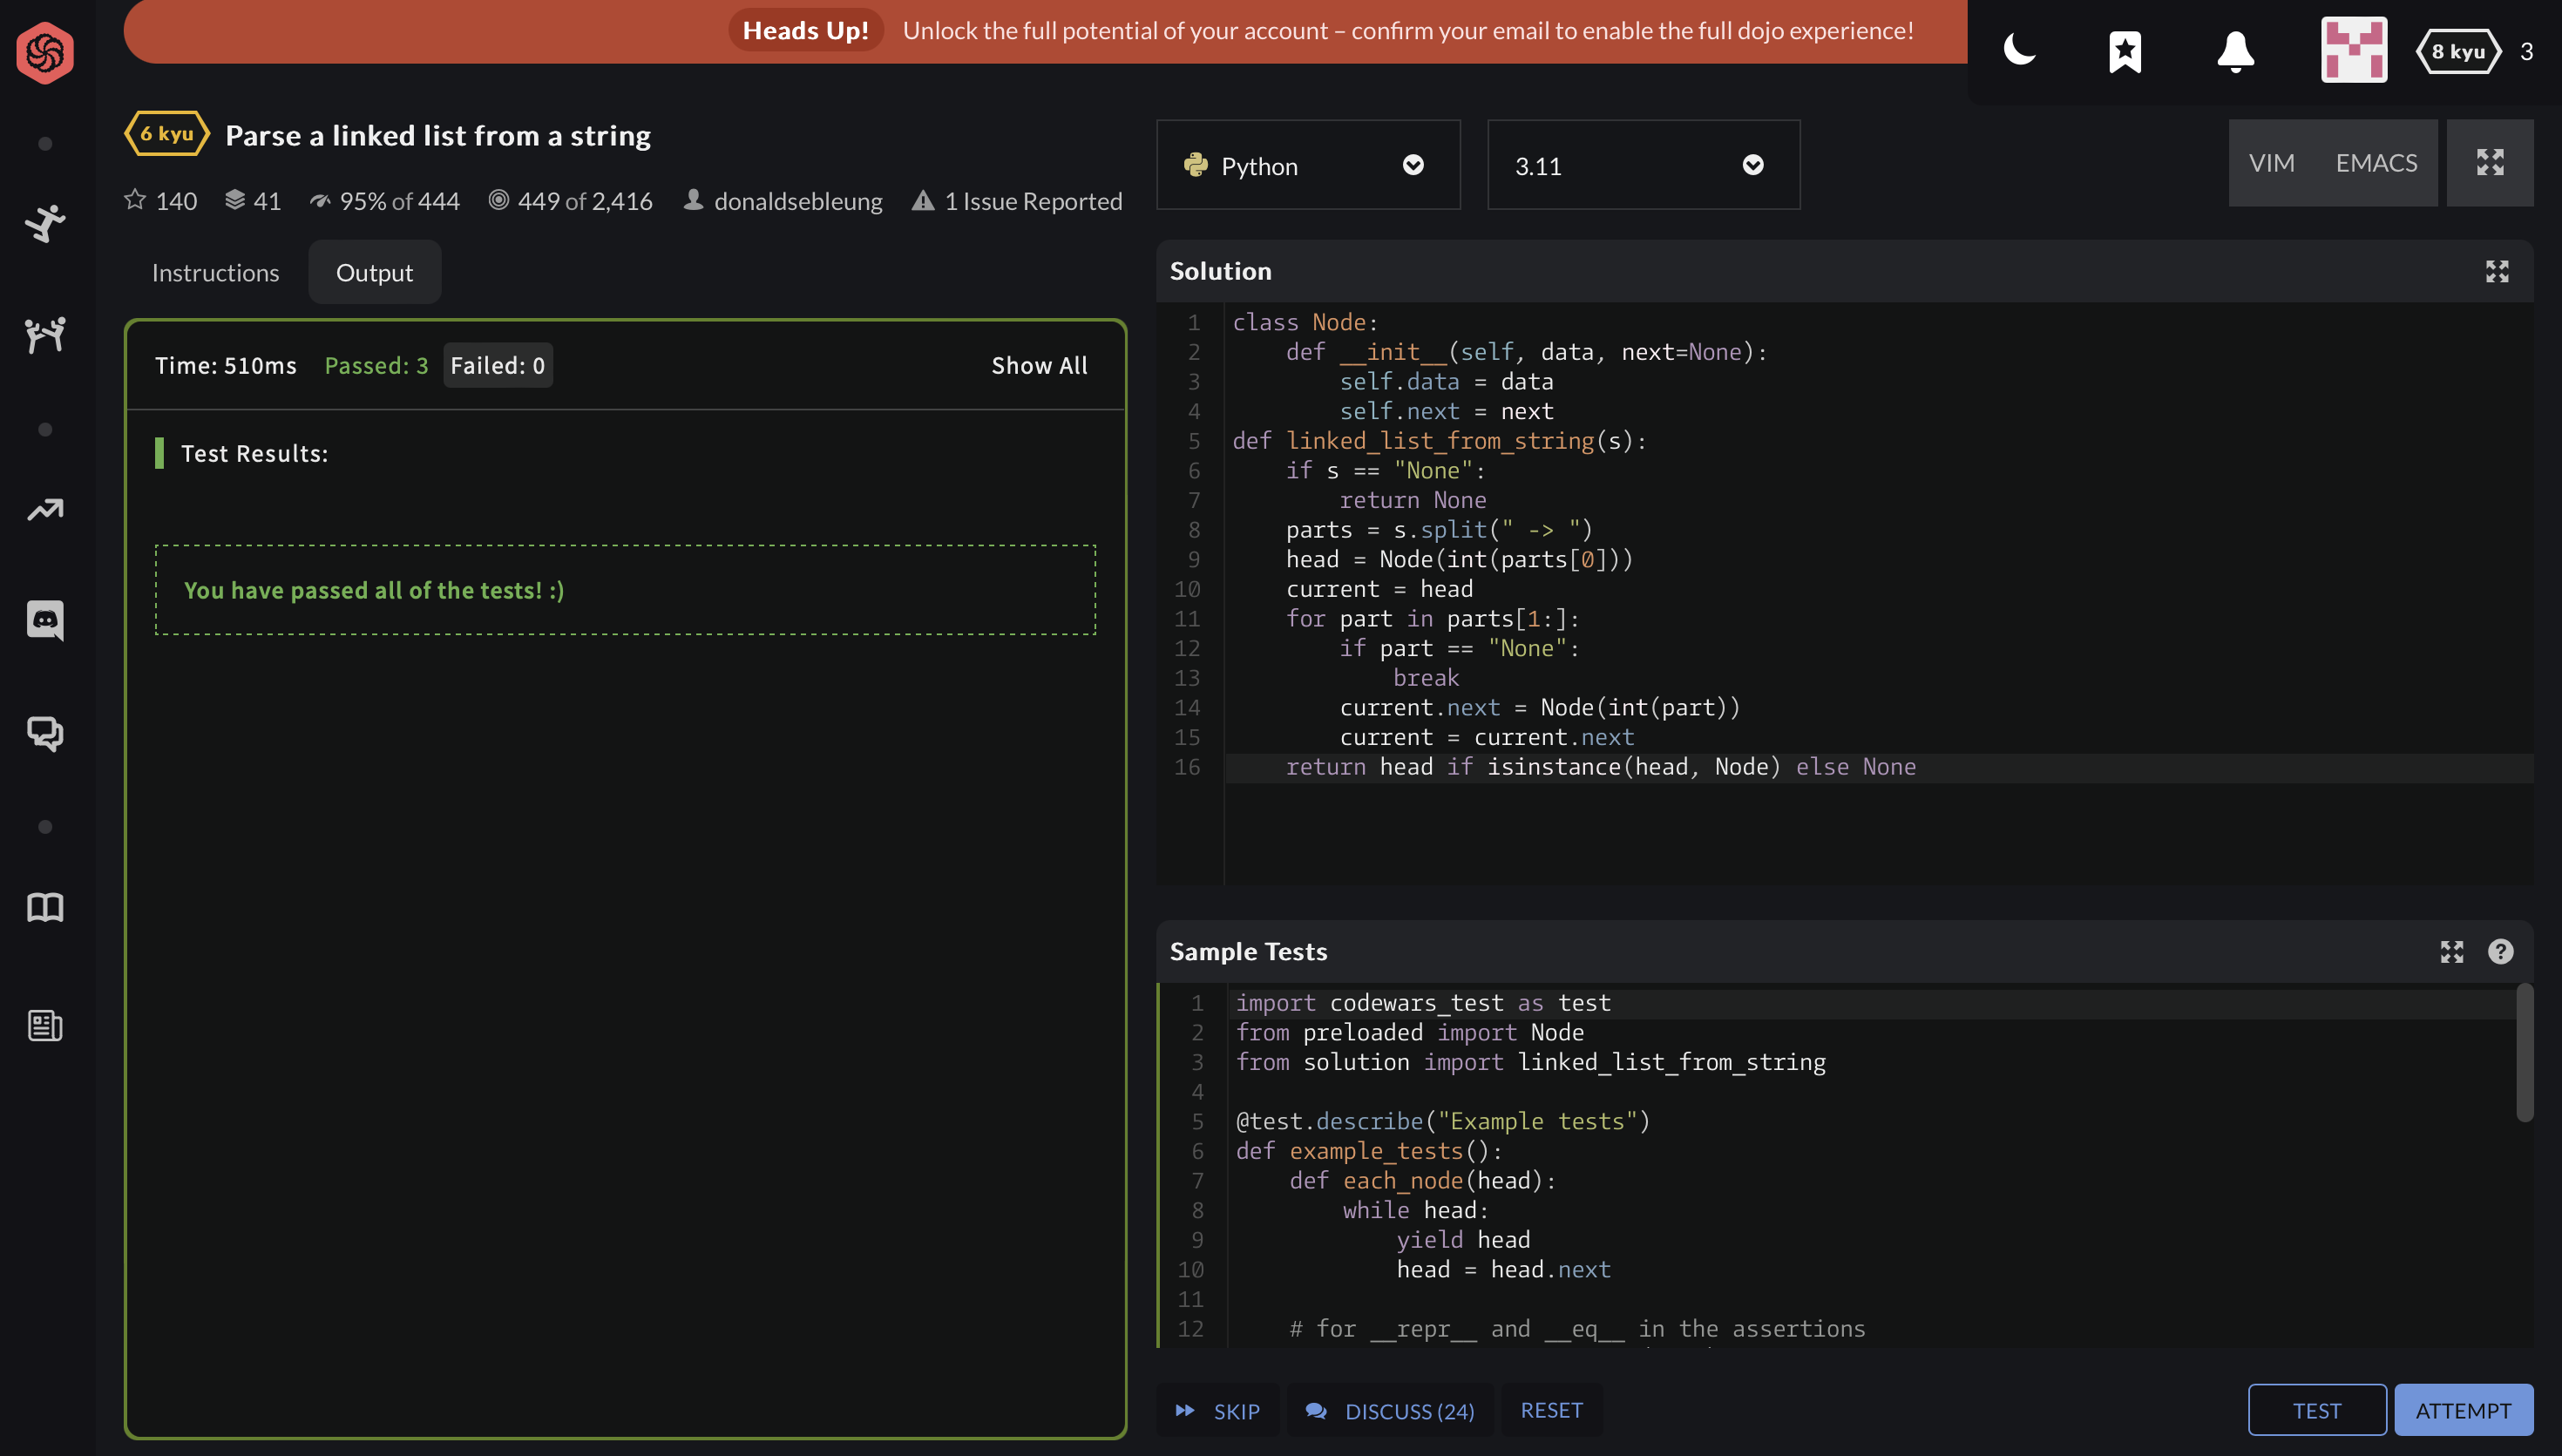 Heads Up! Unlock the full potential of your account – confirm your email to enable the full dojo experience!
8 kyu 3
6 kyu Parse a linked list from a string
140 41 95% of 444 449 of 2,416 donaldsebleung 1 Issue Reported
Instructions Output
Time: 510ms Passed: 3 Failed: 0 Show All
Test Results:
You have passed all of the tests! :)
Python 3.11 VIM EMACS
Solution
1 class Node:
2     def __init__(self, data, next=None):
3         self.data = data
4         self.next = next
5 def linked_list_from_string(s):
6     if s == "None":
7         return None
8     parts = s.split(" -> ")
9     head = Node(int(parts[0]))
10     current = head
11     for part in parts[1:]:
12         if part == "None":
13             break
14         current.next = Node(int(part))
15         current = current.next
16     return head if isinstance(head, Node) else None
Sample Tests
1 import codewars_test as test
2 from preloaded import Node
3 from solution import linked_list_from_string
4
5 @test.describe("Example tests")
6 def example_tests():
7     def each_node(head):
8         while head:
9             yield head
10             head = head.next
11
12     # for __repr__ and __eq__ in the assertions
SKIP DISCUSS (24) RESET TEST ATTEMPT